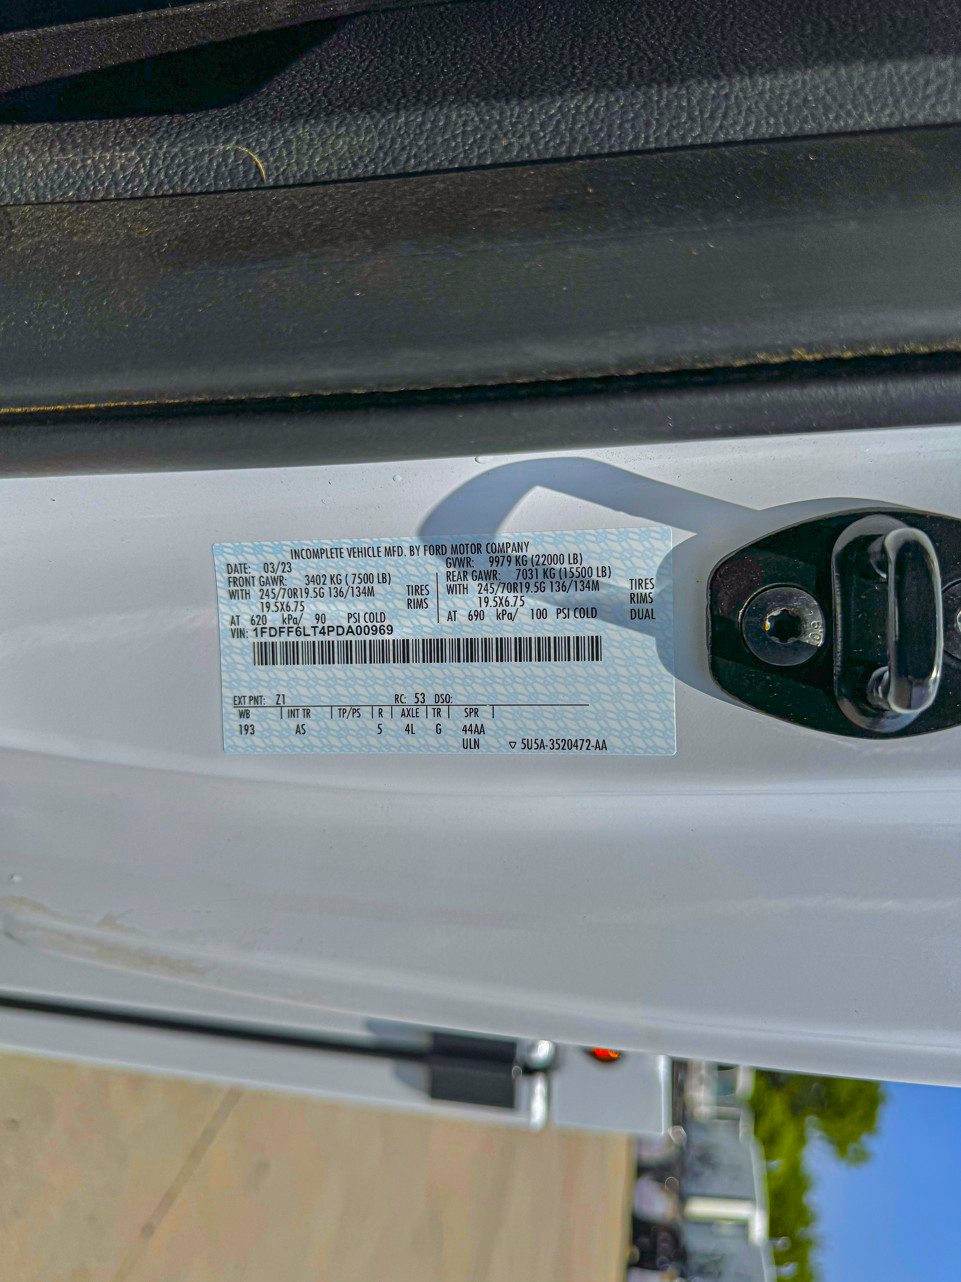 INCOMPLETE VEHICLE MFD. BY FORD MOTOR COMPANY
DATE: 03/23 GVWR: 9979 KG (22000 LB)
FRONT GAWR: 3402 KG (7500 LB) REAR GAWR: 7031 KG (15500 LB)
WITH 245/70R19.5G 136/134M TIRES WITH 245/70R19.5G 136/134M TIRES
19.5X6.75 RIMS 19.5X6.75 RIMS
AT 620 kPa/ 90 PSI COLD AT 690 kPa/ 100 PSI COLD DUAL
VIN: 1FDFF6LT4PDA00969
EXT PNT: Z1 RC: 53 DSO:
WB INT TR TP/PS R AXLE TR SPR
193 AS 5 4L G 44AA
ULN ▽ 5U5A-3520472-AA